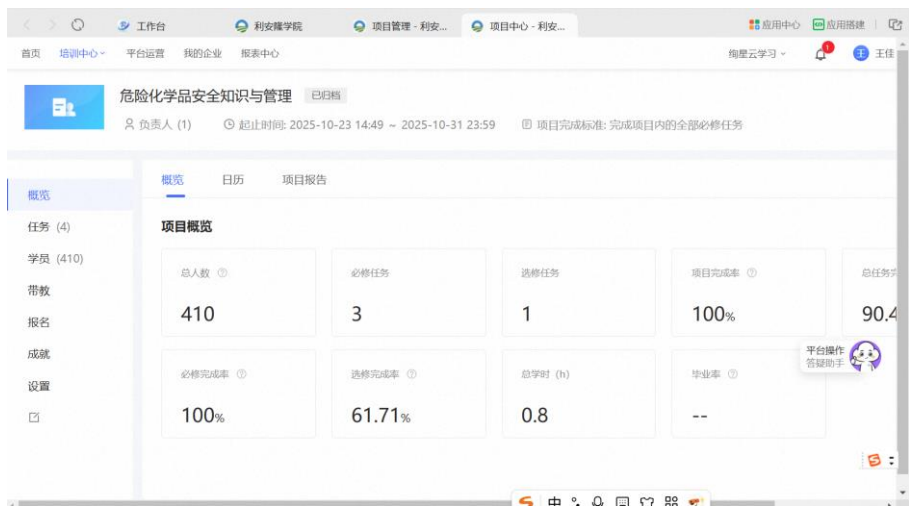 工作台 利安隆学院 项目管理 - 利安... 项目中心 - 利安... 应用中心 应用搭建
首页 培训中心 平台运营 我的企业 报表中心 绚星云学习 1 王 王佳
危险化学品安全知识与管理 已归档
负责人 (1) 起止时间: 2025-10-23 14:49 ~ 2025-10-31 23:59 项目完成标准: 完成项目内的全部必修任务
概览 日历 项目报告
概览
任务 (4)
学员 (410)
带教
报名
成就
设置
项目概览
总人数 必修任务 选修任务 项目完成率 总任务完
410 3 1 100% 90.4
平台操作
答疑助手
必修完成率 选修完成率 总学时 (h) 毕业率
100% 61.71% 0.8 --
中